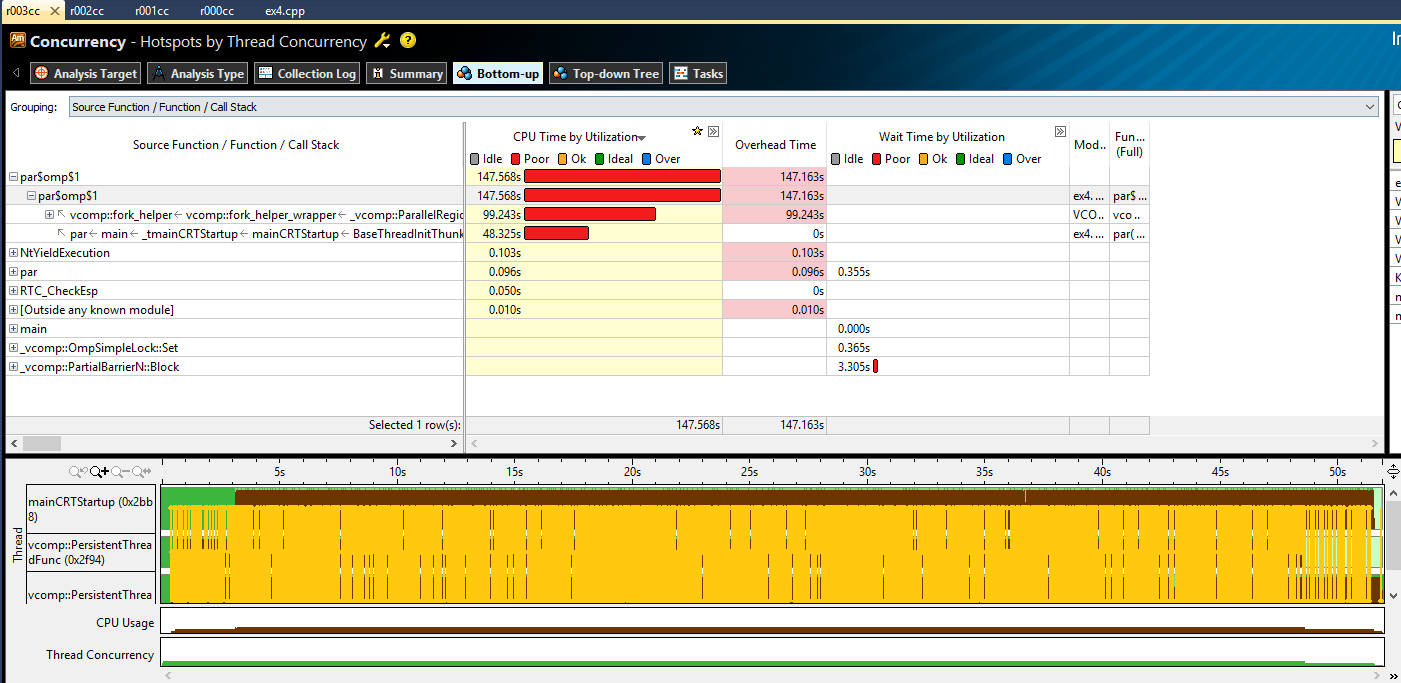 r003cc r002cc r001cc r000cc ex4.cpp
Am Concurrency - Hotspots by Thread Concurrency ? In
Analysis Target Analysis Type Collection Log Summary Bottom-up Top-down Tree Tasks
Grouping: Source Function / Function / Call Stack
Source Function / Function / Call Stack CPU Time by Utilization Overhead Time Wait Time by Utilization Mod.. Fun... (Full)
Idle Poor Ok Ideal Over Idle Poor Ok Ideal Over
par$omp$1 147.568s 147.163s
par$omp$1 147.568s 147.163s ex4.... par$...
vcomp::fork_helper ← vcomp::fork_helper_wrapper ← _vcomp::ParallelRegio 99.243s 99.243s VCO... vco...
par ← main ← _tmainCRTStartup ← mainCRTStartup ← BaseThreadInitThunk 48.325s 0s ex4.... par(...
NtYieldExecution 0.103s 0.103s
par 0.096s 0.096s 0.355s
RTC_CheckEsp 0.050s 0s
[Outside any known module] 0.010s 0.010s
main 0.000s
_vcomp::OmpSimpleLock::Set 0.365s
_vcomp::PartialBarrierN::Block 3.305s
Selected 1 row(s): 147.568s 147.163s
5s 10s 15s 20s 25s 30s 35s 40s 45s 50s
Thread
mainCRTStartup (0x2bb
8)
vcomp::PersistentThrea
dFunc (0x2f94)
vcomp::PersistentThrea
CPU Usage
Thread Concurrency